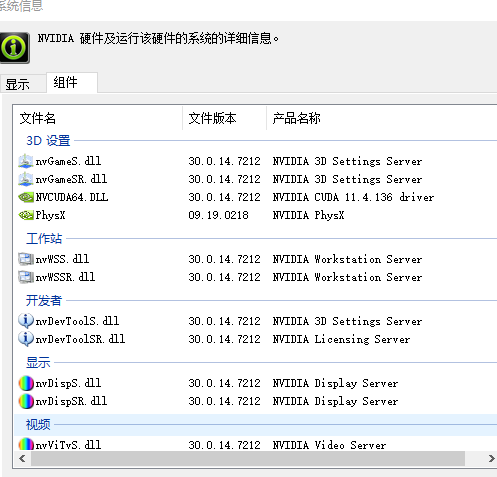 系统信息
NVIDIA 硬件及运行该硬件的系统的详细信息。
显示 组件
文件名 文件版本 产品名称
3D 设置
nvGameS.dll 30.0.14.7212 NVIDIA 3D Settings Server
nvGameSR.dll 30.0.14.7212 NVIDIA 3D Settings Server
NVCUDA64.DLL 30.0.14.7212 NVIDIA CUDA 11.4.136 driver
PhysX 09.19.0218 NVIDIA PhysX
工作站
nvWSS.dll 30.0.14.7212 NVIDIA Workstation Server
nvWSSR.dll 30.0.14.7212 NVIDIA Workstation Server
开发者
nvDevToolS.dll 30.0.14.7212 NVIDIA 3D Settings Server
nvDevToolSR.dll 30.0.14.7212 NVIDIA Licensing Server
显示
nvDispS.dll 30.0.14.7212 NVIDIA Display Server
nvDispSR.dll 30.0.14.7212 NVIDIA Display Server
视频
nvViTvS.dll 30.0.14.7212 NVIDIA Video Server